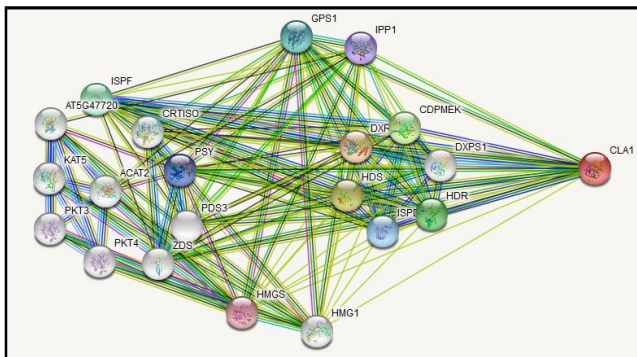 GPS1
IPP1
ISPF
AT5G47720
CRTISO
CDPMEK
DXR
DXPS1
CLA1
KAT5
ACAT2
PSY
HDS
HDR
PKT3
PDS3
ISPD
PKT4
ZDS
HMGS
HMG1